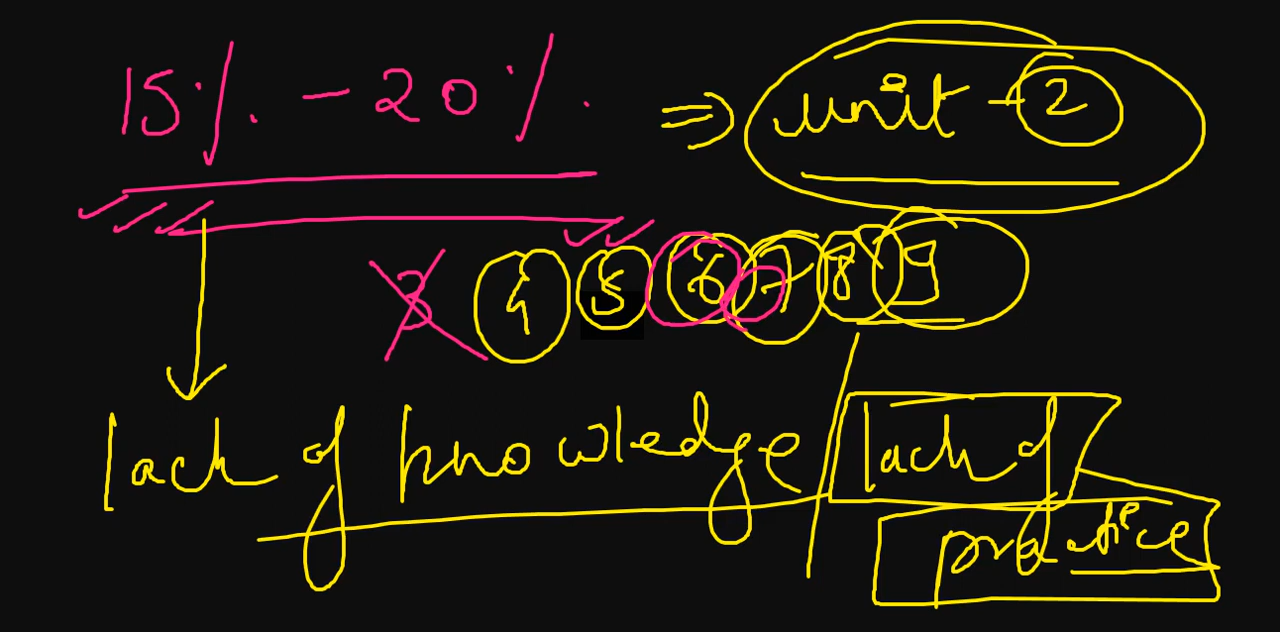 15%. - 20%. => unit - 2
3 4 5 6 7 8 9
lack of knowledge / lack of
practice